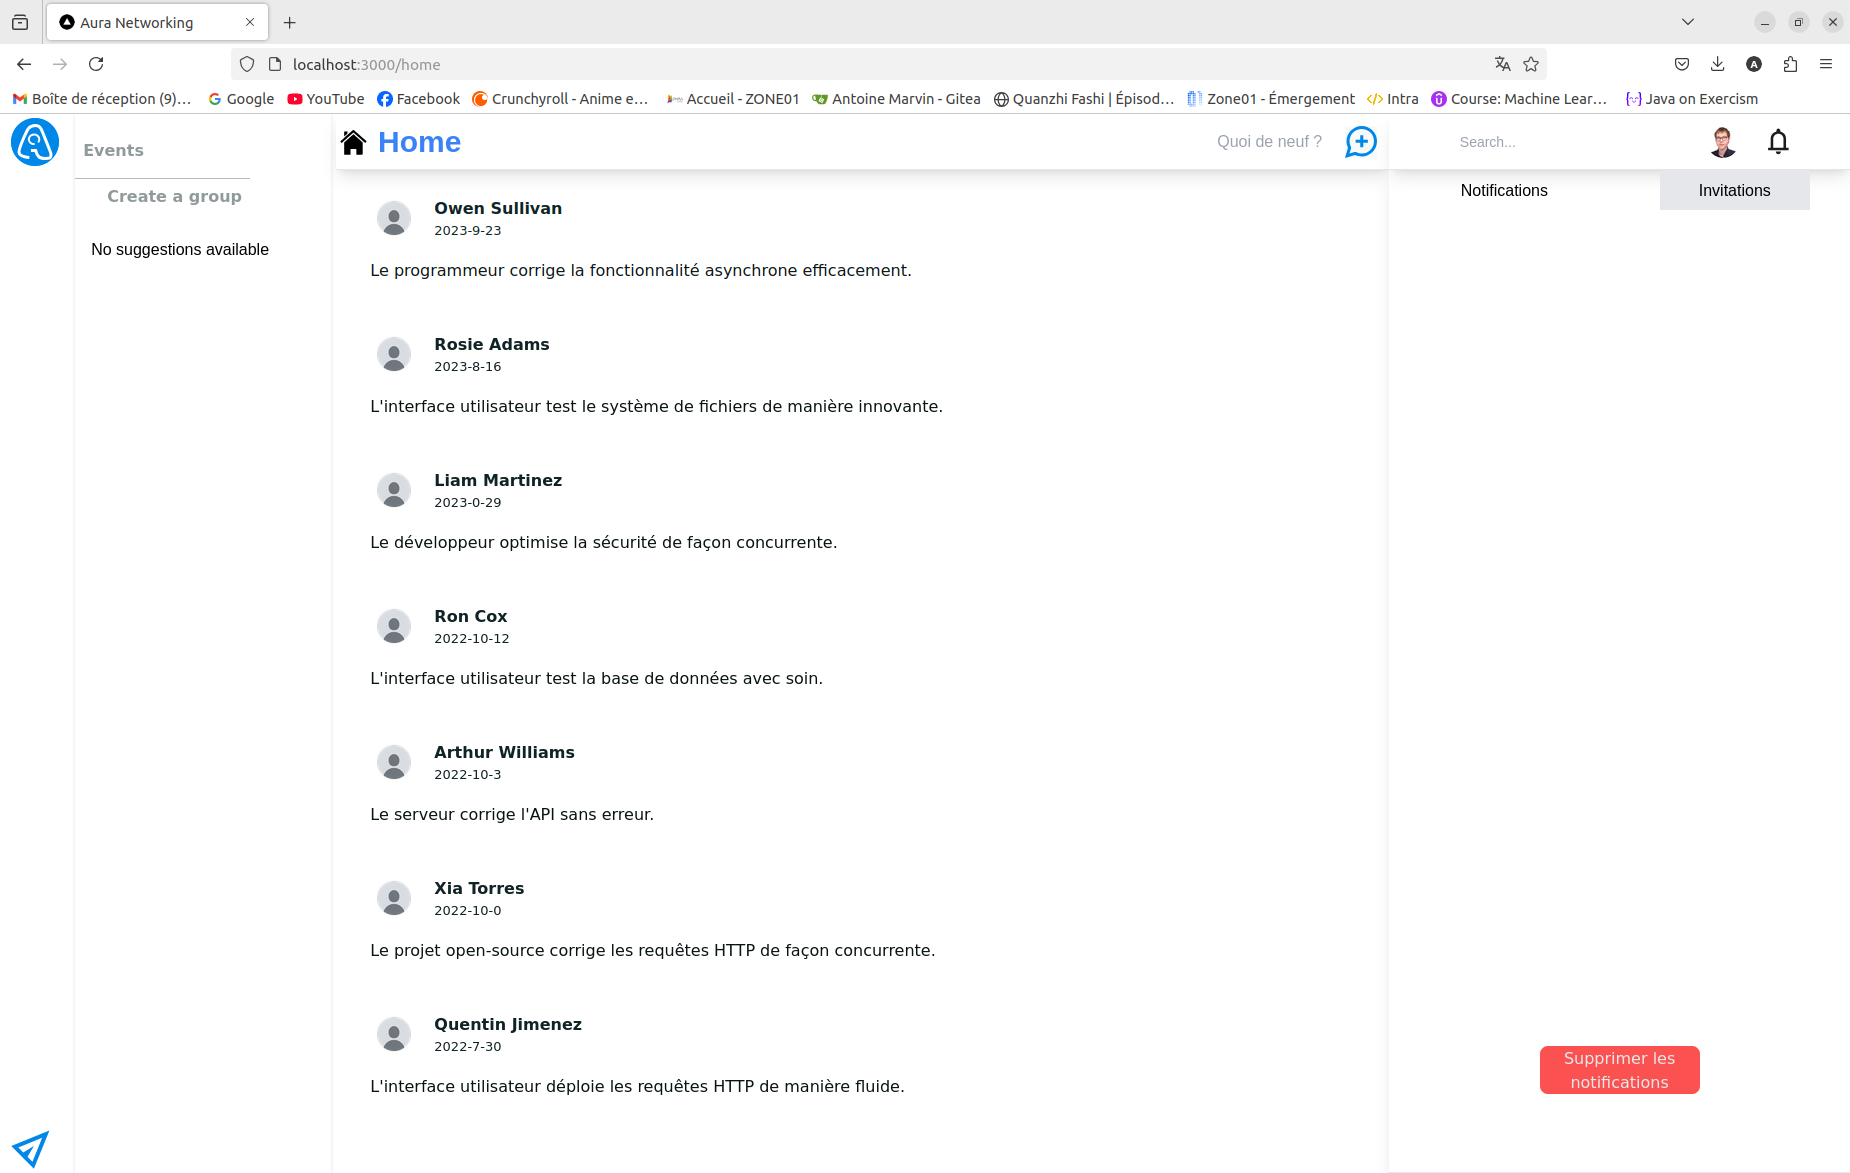 Aura Networking
localhost:3000/home
Boîte de réception (9)…
Google
YouTube
Facebook
Crunchyroll - Anime e…
Accueil - ZONE01
Antoine Marvin - Gitea
Quanzhi Fashi | Épisod…
Zone01 - Émergement
Intra
Course: Machine Lear…
Java on Exercism
Events
Create a group
No suggestions available
Home
Quoi de neuf ?
Owen Sullivan
2023-9-23
Le programmeur corrige la fonctionnalité asynchrone efficacement.
Rosie Adams
2023-8-16
L'interface utilisateur test le système de fichiers de manière innovante.
Liam Martinez
2023-0-29
Le développeur optimise la sécurité de façon concurrente.
Ron Cox
2022-10-12
L'interface utilisateur test la base de données avec soin.
Arthur Williams
2022-10-3
Le serveur corrige l'API sans erreur.
Xia Torres
2022-10-0
Le projet open-source corrige les requêtes HTTP de façon concurrente.
Quentin Jimenez
2022-7-30
L'interface utilisateur déploie les requêtes HTTP de manière fluide.
Search...
Notifications
Invitations
Supprimer les
notifications